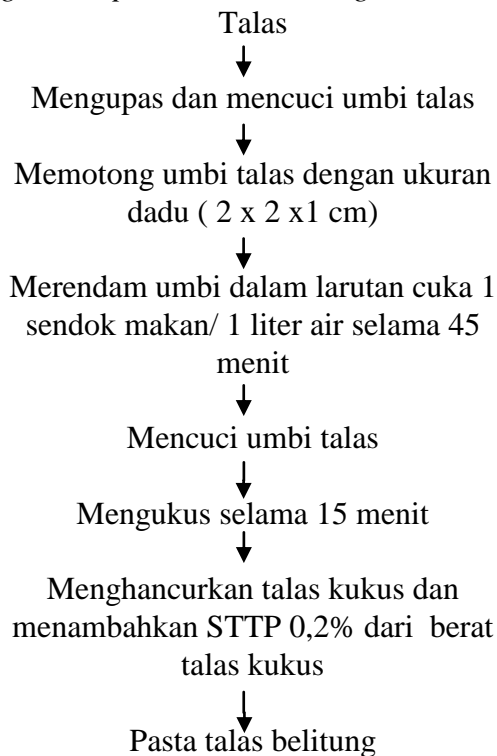 Talas
Mengupas dan mencuci umbi talas
Memotong umbi talas dengan ukuran
dadu ( 2 x 2 x1 cm)
Merendam umbi dalam larutan cuka 1
sendok makan/ 1 liter air selama 45
menit
Mencuci umbi talas
Mengukus selama 15 menit
Menghancurkan talas kukus dan
menambahkan STTP 0,2% dari berat
talas kukus
Pasta talas belitung